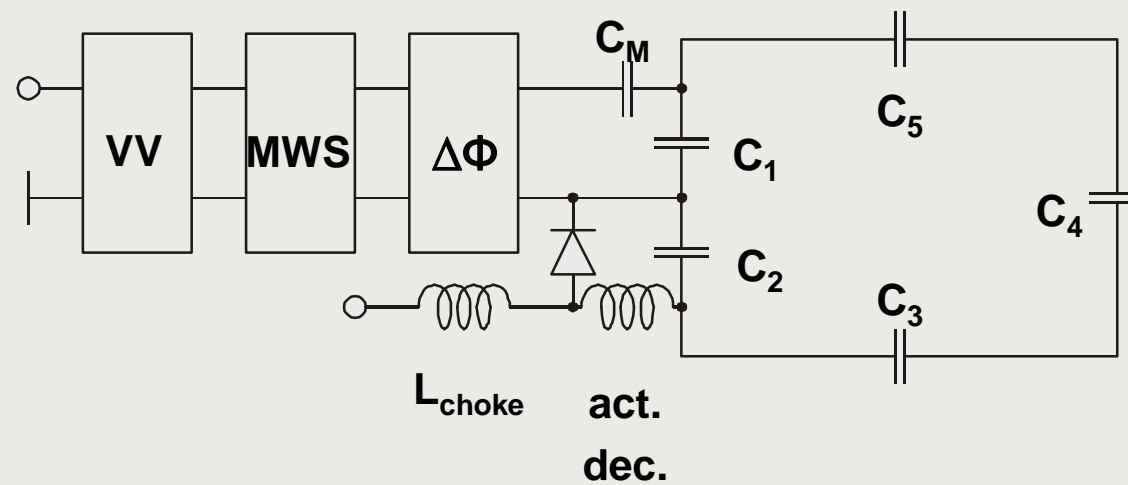 C_M
C_5
VV
MWS
ΔΦ
C_1
C_4
C_2
C_3
L_choke
act.
dec.